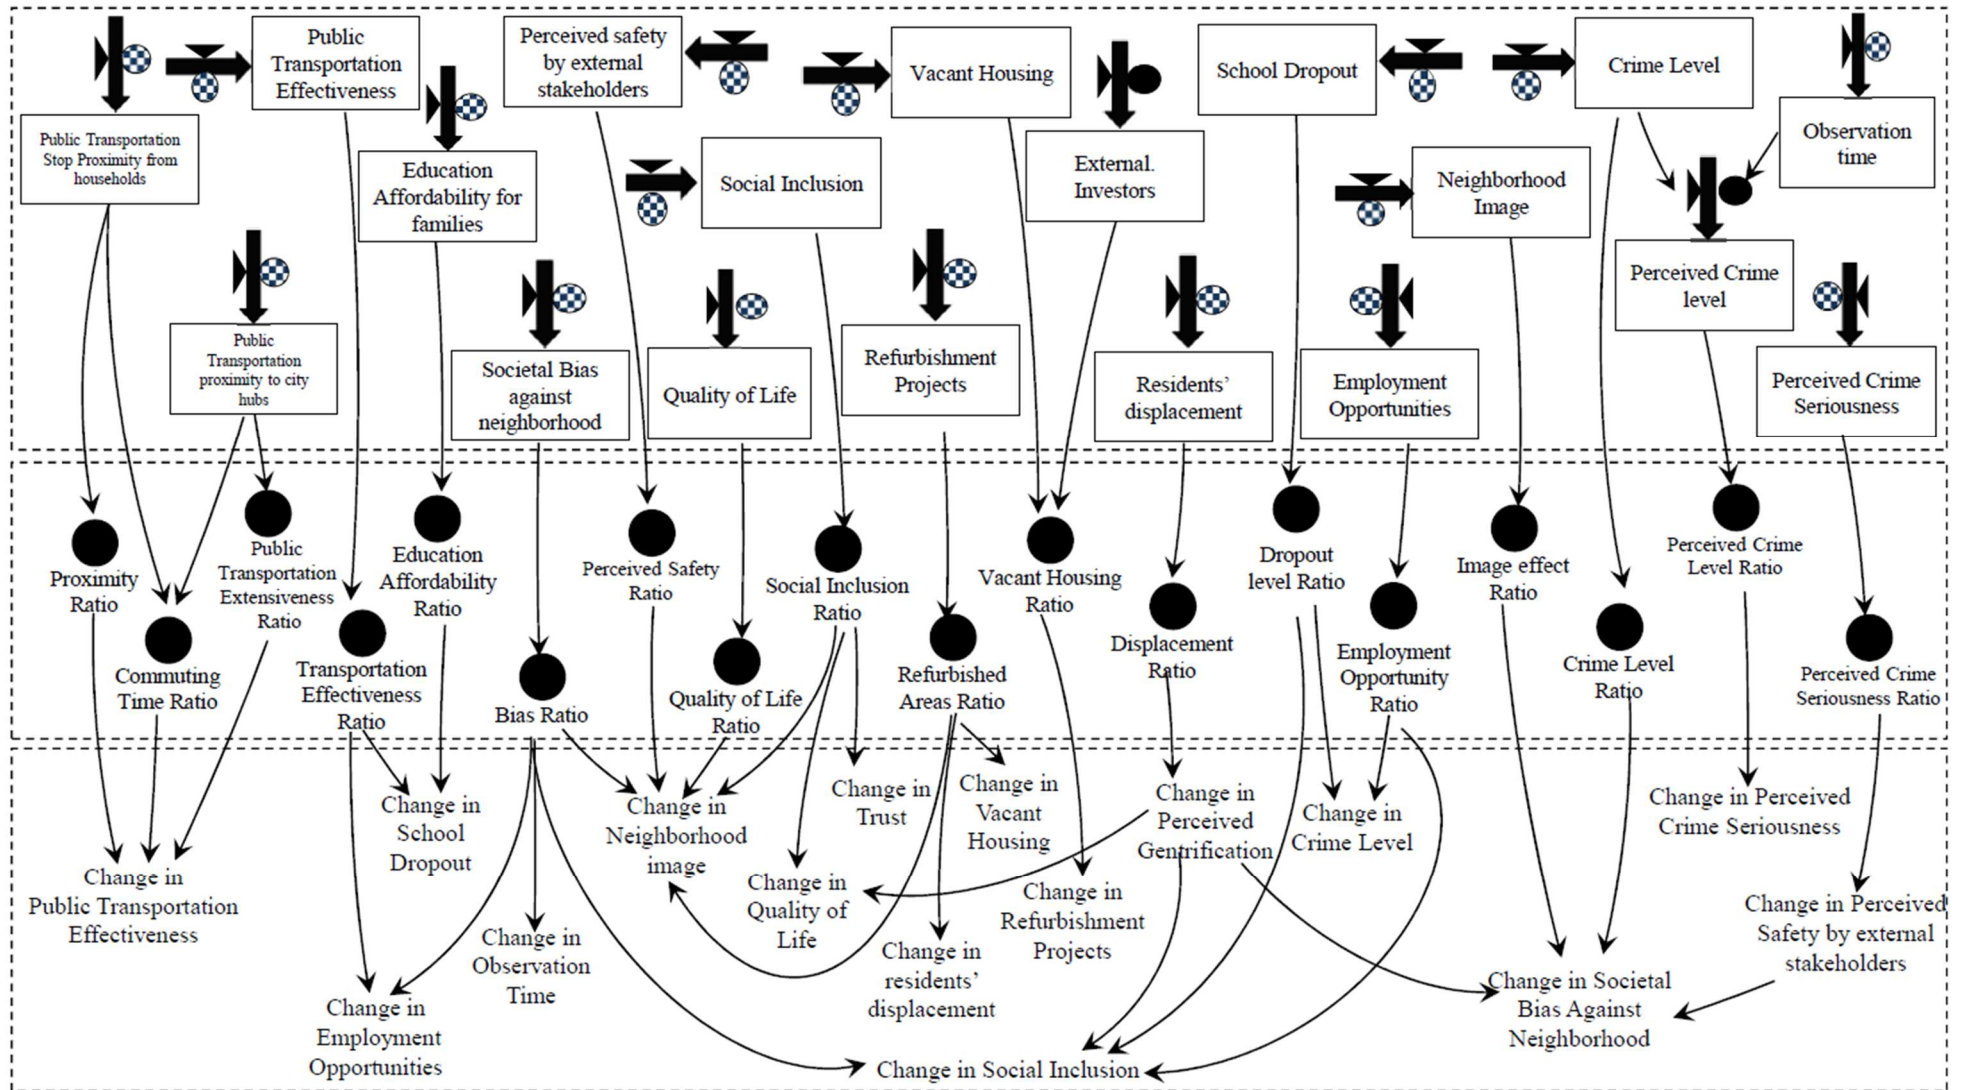 Public
Transportation
Effectiveness
Perceived safety
by external
stakeholders
Vacant Housing
School Dropout
Crime Level
Public Transportation
Stop Proximity from
households
Education
Affordability for
families
Social Inclusion
External.
Investors
Neighborhood
Image
Observation
time
Public
Transportation
proximity to city
hubs
Societal Bias
against
neighborhood
Quality of Life
Refurbishment
Projects
Residents’
displacement
Employment
Opportunities
Perceived Crime
level
Perceived Crime
Seriousness
Proximity
Ratio
Commuting
Time Ratio
Public
Transportation
Extensiveness
Ratio
Transportation
Effectiveness
Ratio
Education
Affordability
Ratio
Bias Ratio
Perceived Safety
Ratio
Quality of Life
Ratio
Social Inclusion
Ratio
Refurbished
Areas Ratio
Vacant Housing
Ratio
Displacement
Ratio
Dropout
level Ratio
Employment
Opportunity
Ratio
Image effect
Ratio
Crime Level
Ratio
Perceived Crime
Level Ratio
Perceived Crime
Seriousness Ratio
Change in
Public Transportation
Effectiveness
Change in
School
Dropout
Change in
Employment
Opportunities
Change in
Observation
Time
Change in
Neighborhood
image
Change in
Quality of
Life
Change in
Trust
Change in
Vacant
Housing
Change in
residents’
displacement
Change in
Refurbishment
Projects
Change in
Perceived
Gentrification
Change in
Crime Level
Change in Social Inclusion
Change in Societal
Bias Against
Neighborhood
Change in Perceived
Crime Seriousness
Change in Perceived
Safety by external
stakeholders